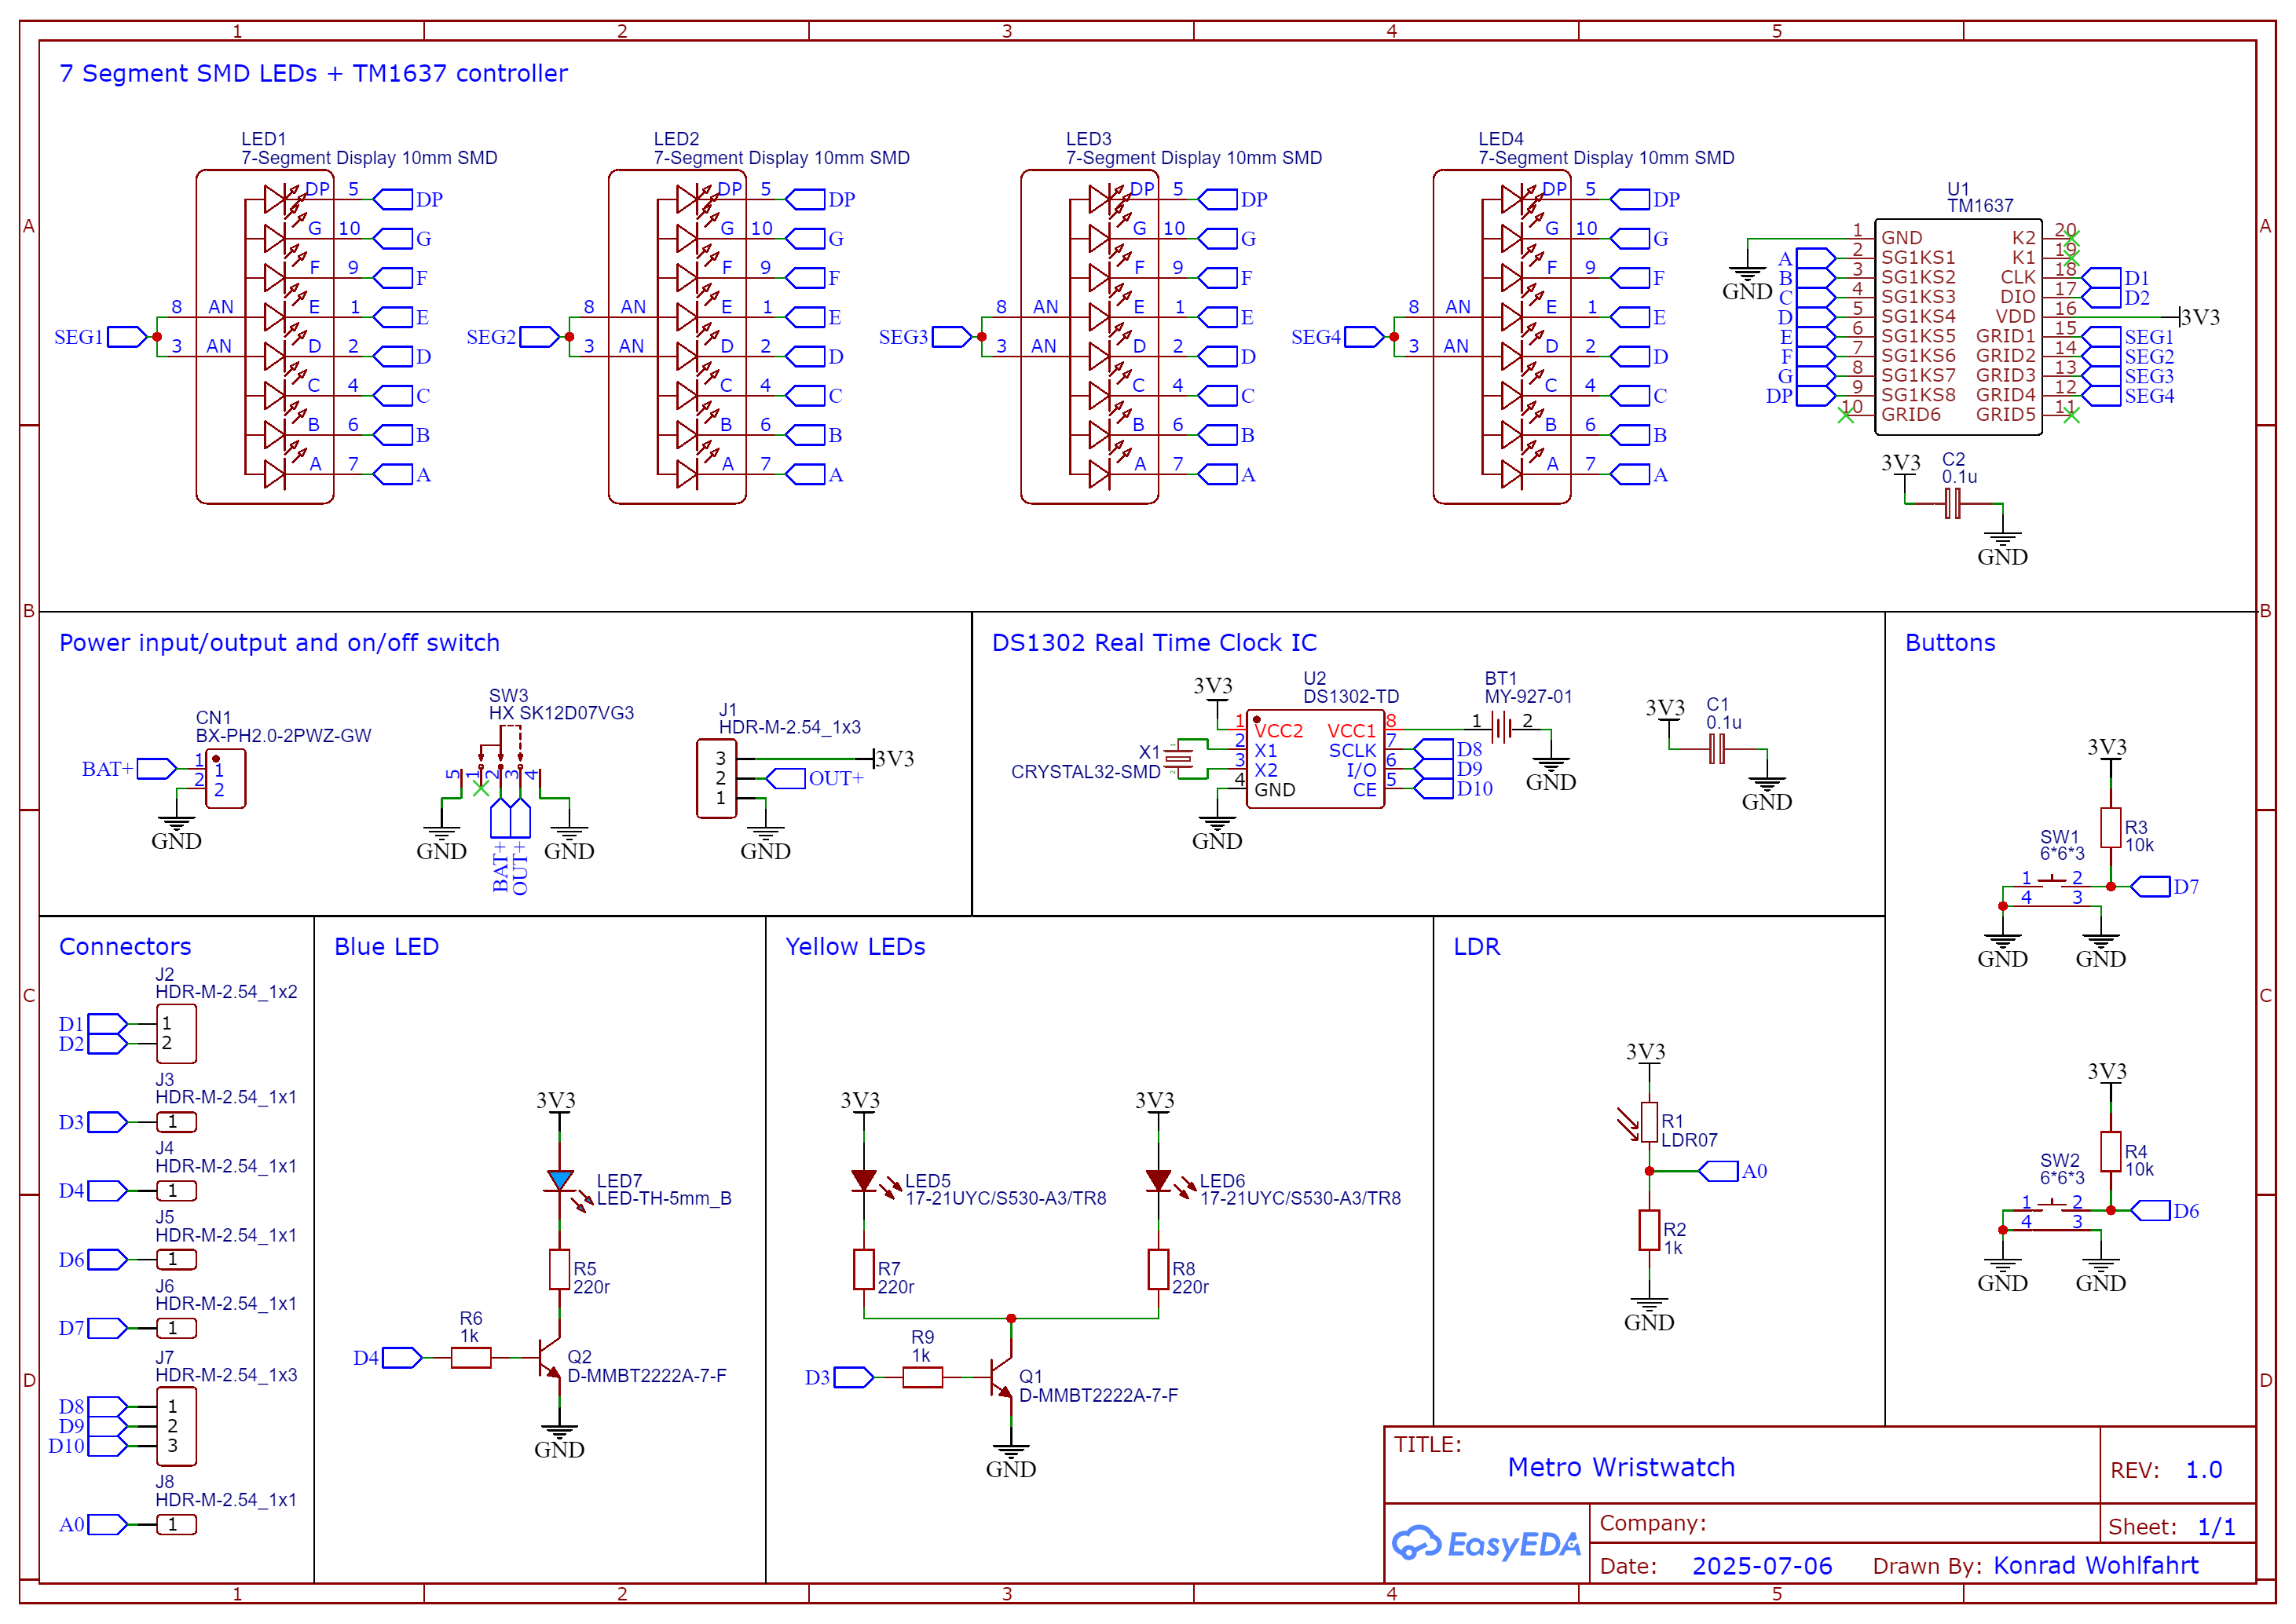 1 2 3 4 5
7 Segment SMD LEDs + TM1637 controller
LED1
7-Segment Display 10mm SMD
DP 5 DP
G 10 G
F 9 F
8 AN E 1 E
SEG1
3 AN D 2 D
C 4 C
B 6 B
A 7 A
LED2
7-Segment Display 10mm SMD
DP 5 DP
G 10 G
F 9 F
8 AN E 1 E
SEG2
3 AN D 2 D
C 4 C
B 6 B
A 7 A
LED3
7-Segment Display 10mm SMD
DP 5 DP
G 10 G
F 9 F
8 AN E 1 E
SEG3
3 AN D 2 D
C 4 C
B 6 B
A 7 A
LED4
7-Segment Display 10mm SMD
DP 5 DP
G 10 G
F 9 F
8 AN E 1 E
SEG4
3 AN D 2 D
C 4 C
B 6 B
A 7 A
U1
TM1637
1 GND K2 20
A 2 SG1KS1 K1 19
B 3 SG1KS2 CLK 18 D1
C 4 SG1KS3 DIO 17 D2
D 5 SG1KS4 VDD 16 3V3
E 6 SG1KS5 GRID1 15 SEG1
F 7 SG1KS6 GRID2 14 SEG2
G 8 SG1KS7 GRID3 13 SEG3
DP 9 SG1KS8 GRID4 12 SEG4
10 GRID6 GRID5 11
GND
3V3 C2
0.1u
GND
A A
B B
C C
D D
Power input/output and on/off switch
CN1
BX-PH2.0-2PWZ-GW
BAT+ 1 1
2 2
GND
SW3
HX SK12D07VG3
5 1 2 3 4
GND BAT+ OUT+ GND
J1
HDR-M-2.54_1x3
3 3V3
2 OUT+
1
GND
DS1302 Real Time Clock IC
3V3 U2
DS1302-TD
1 VCC2 VCC1 8
2 X1 SCLK 7 D8
3 X2 I/O 6 D9
4 GND CE 5 D10
X1
CRYSTAL32-SMD
1
2
GND
BT1
MY-927-01
1 2
GND
3V3 C1
0.1u
GND
Buttons
3V3
R3
10k
SW1
6*6*3
1 2 D7
4 3
GND GND
3V3
R4
10k
SW2
6*6*3
1 2 D6
4 3
GND GND
Connectors
J2
HDR-M-2.54_1x2
D1 1
D2 2
J3
HDR-M-2.54_1x1
D3 1
J4
HDR-M-2.54_1x1
D4 1
J5
HDR-M-2.54_1x1
D6 1
J6
HDR-M-2.54_1x1
D7 1
J7
HDR-M-2.54_1x3
D8 1
D9 2
D10 3
J8
HDR-M-2.54_1x1
A0 1
Blue LED
3V3
LED7
LED-TH-5mm_B
R5
220r
R6
1k
D4
Q2
D-MMBT2222A-7-F
GND
Yellow LEDs
3V3 3V3
LED5
17-21UYC/S530-A3/TR8
LED6
17-21UYC/S530-A3/TR8
R7
220r
R8
220r
R9
1k
D3
Q1
D-MMBT2222A-7-F
GND
LDR
3V3
R1
LDR07
A0
R2
1k
GND
TITLE:
Metro Wristwatch
REV: 1.0
EasyEDA
Company:
Sheet: 1/1
Date: 2025-07-06 Drawn By: Konrad Wohlfahrt
1 2 3 4 5